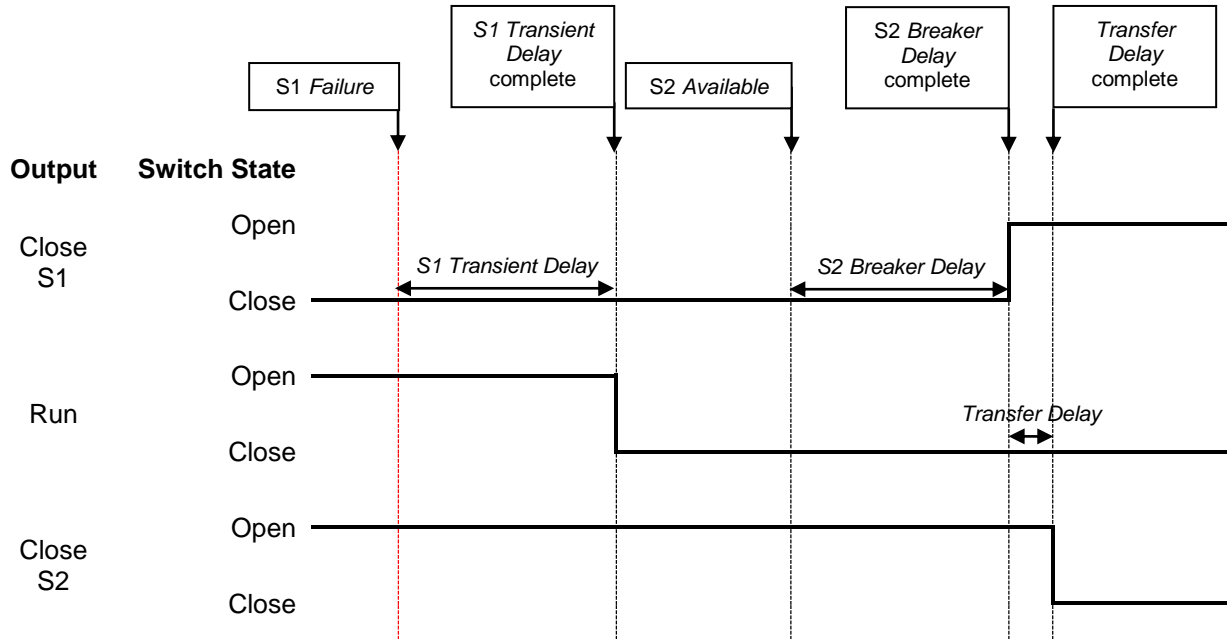 S1 Transient
Delay
complete
S2 Breaker
Delay
complete
Transfer
Delay
complete
S1 Failure
S2 Available
Output
Switch State
Close
S1
Open
Close
S1 Transient Delay
S2 Breaker Delay
Run
Open
Close
Transfer Delay
Close
S2
Open
Close